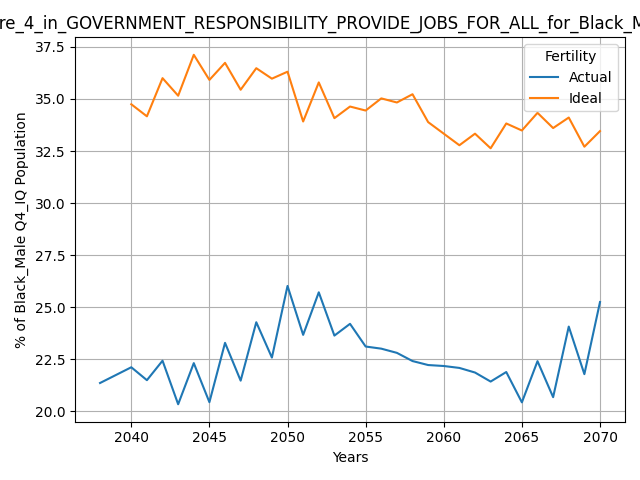 re_4_in_GOVERNMENT_RESPONSIBILITY_PROVIDE_JOBS_FOR_ALL_for_Black_M
37.5
35.0
32.5
30.0
27.5
25.0
22.5
20.0
% of Black_Male Q4_IQ Population
Fertility
Actual
Ideal
2040 2045 2050 2055 2060 2065 2070
Years